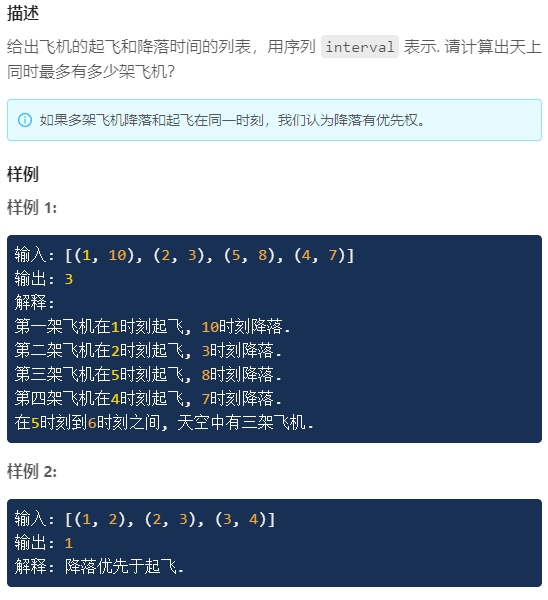 描述
给出飞机的起飞和降落时间的列表，用序列 interval 表示. 请计算出天上
同时最多有多少架飞机？
如果多架飞机降落和起飞在同一时刻，我们认为降落有优先权。
样例
样例 1:
输入: [(1, 10), (2, 3), (5, 8), (4, 7)]
输出: 3
解释:
第一架飞机在1时刻起飞, 10时刻降落.
第二架飞机在2时刻起飞, 3时刻降落.
第三架飞机在5时刻起飞, 8时刻降落.
第四架飞机在4时刻起飞, 7时刻降落.
在5时刻到6时刻之间, 天空中有三架飞机.
样例 2:
输入: [(1, 2), (2, 3), (3, 4)]
输出: 1
解释: 降落优先于起飞.